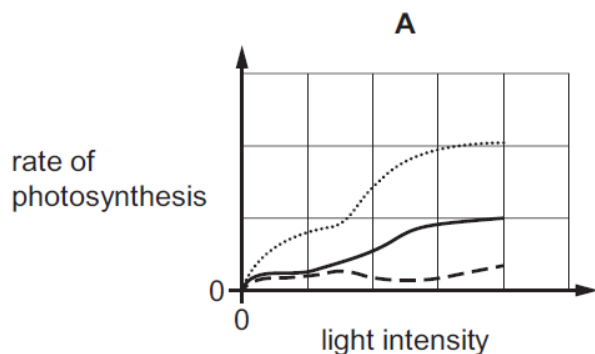 A
rate of
photosynthesis
0
0
light intensity